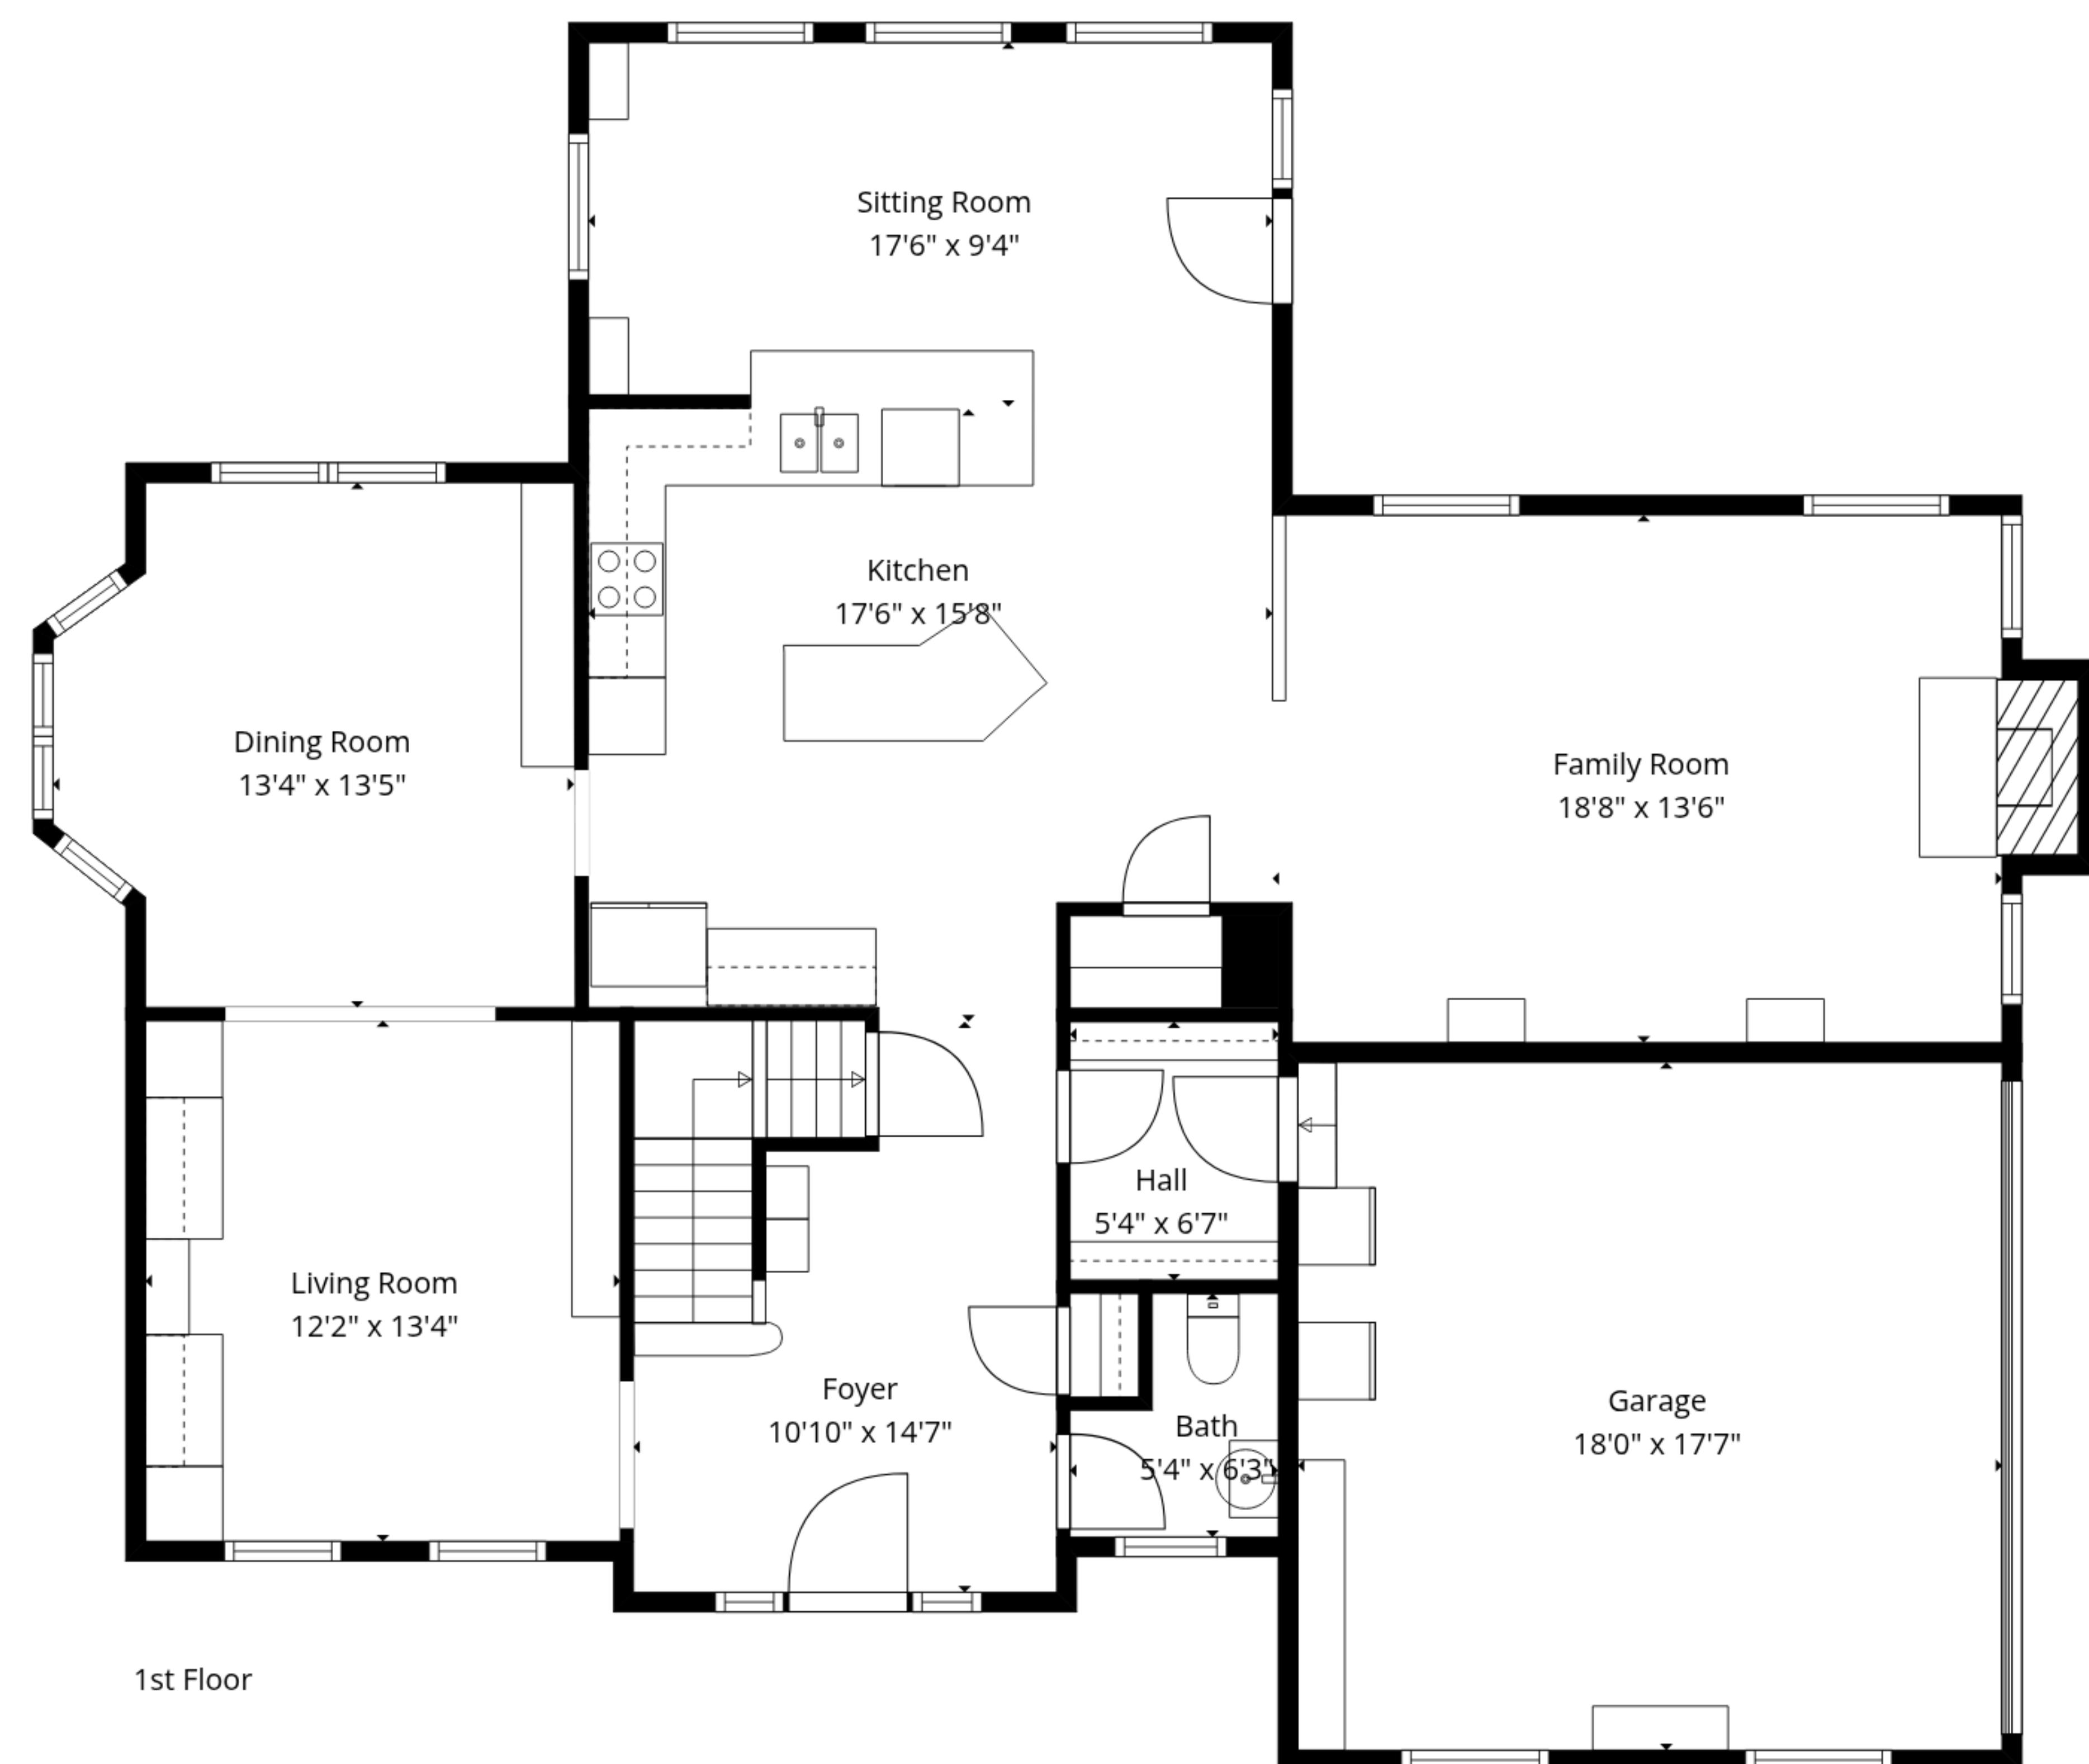 Sitting Room
17'6" x 9'4"
Kitchen
17'6" x 15'8"
Dining Room
13'4" x 13'5"
Family Room
18'8" x 13'6"
Hall
5'4" x 6'7"
Living Room
12'2" x 13'4"
Foyer
10'10" x 14'7"
Bath
5'4" x 6'3"
Garage
18'0" x 17'7"
1st Floor